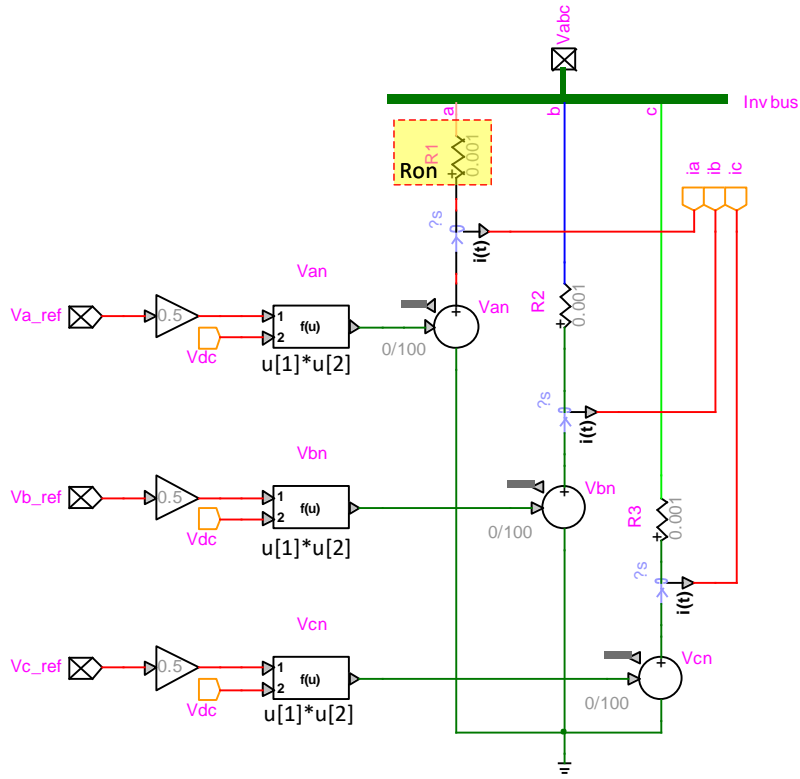 Vabc
Inv bus
a
b
c
R1
0.001
Ron
ia
ib
ic
?s
i(t)
Van
Va_ref
0.5
1
2
f(u)
Vdc
u[1]*u[2]
Van
0/100
R2
0.001
?s
i(t)
Vbn
Vb_ref
0.5
1
2
f(u)
Vdc
u[1]*u[2]
Vbn
0/100
R3
0.001
?s
i(t)
Vcn
Vc_ref
0.5
1
2
f(u)
Vdc
u[1]*u[2]
Vcn
0/100